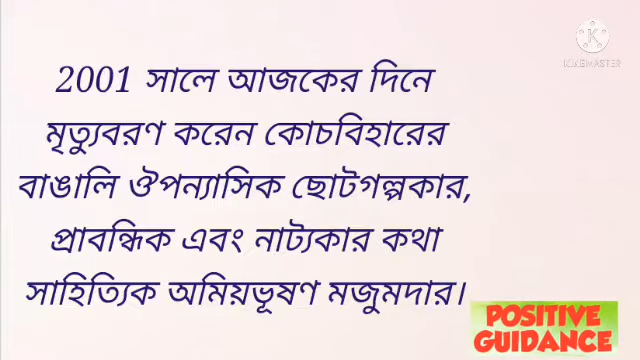 2001 সালে আজকের দিনে
মৃত্যুবরণ করেন কোচবিহারের
বাঙালি ঔপন্যাসিক ছোটগল্পকার,
প্রাবন্ধিক এবং নাট্যকার কথা
সাহিত্যিক অমিয়ভূষণ মজুমদার।
KINEMASTER
POSITIVE
GUIDANCE